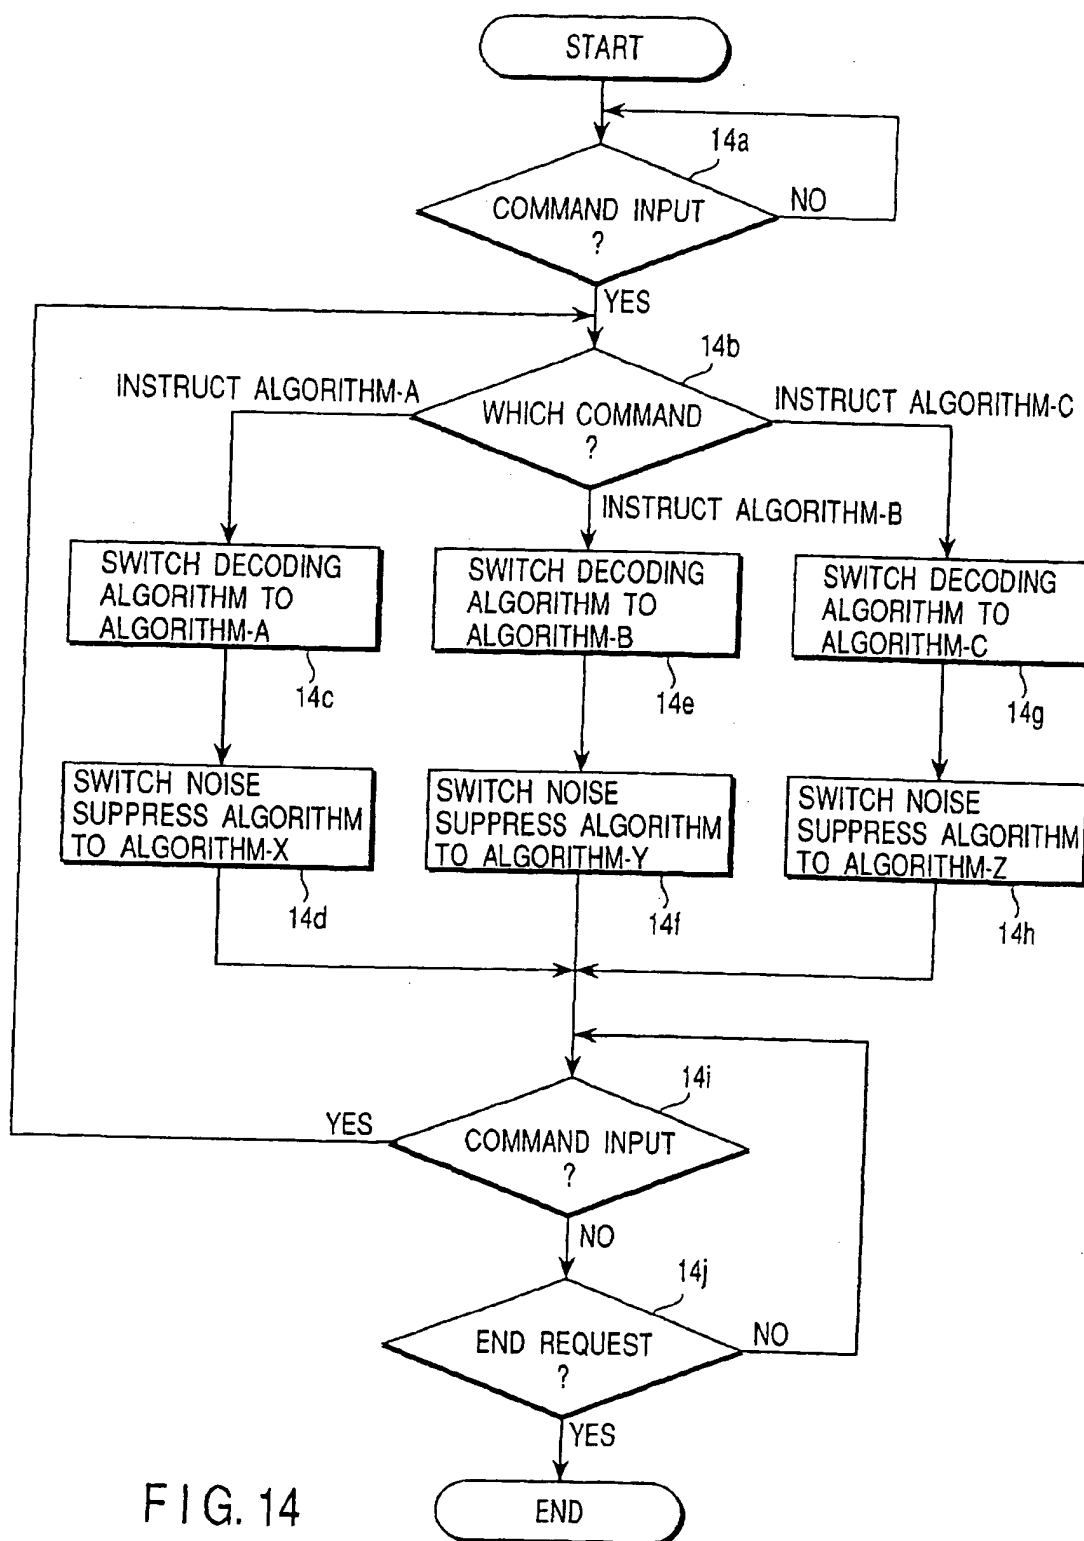 START
14a
COMMAND INPUT
?
NO
YES
14b
INSTRUCT ALGORITHM-A
WHICH COMMAND
?
INSTRUCT ALGORITHM-C
INSTRUCT ALGORITHM-B
SWITCH DECODING
ALGORITHM TO
ALGORITHM-A
14c
SWITCH DECODING
ALGORITHM TO
ALGORITHM-B
14e
SWITCH DECODING
ALGORITHM TO
ALGORITHM-C
14g
SWITCH NOISE
SUPPRESS ALGORITHM
TO ALGORITHM-X
14d
SWITCH NOISE
SUPPRESS ALGORITHM
TO ALGORITHM-Y
14f
SWITCH NOISE
SUPPRESS ALGORITHM
TO ALGORITHM-Z
14h
14i
YES
COMMAND INPUT
?
NO
14j
END REQUEST
?
NO
YES
END
FIG. 14